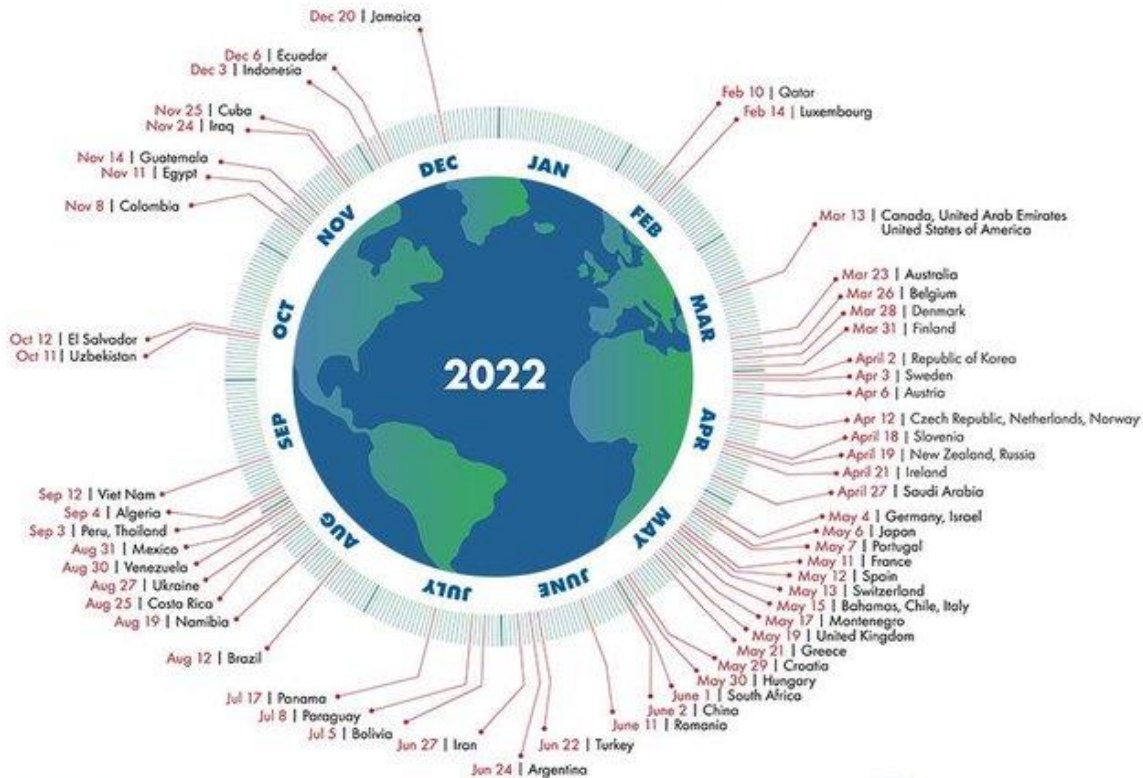 Dec 20 | Jamaica
Dec 6 | Ecuador
Dec 3 | Indonesia
Nov 25 | Cuba
Nov 24 | Iraq
Nov 14 | Guatemala
Nov 11 | Egypt
Nov 8 | Colombia
Oct 12 | El Salvador
Oct 11 | Uzbekistan
Sep 12 | Viet Nam
Sep 4 | Algeria
Sep 3 | Peru, Thailand
Aug 31 | Mexico
Aug 30 | Venezuela
Aug 27 | Ukraine
Aug 25 | Costa Rica
Aug 19 | Namibia
Aug 12 | Brazil
Jul 17 | Panama
Jul 8 | Paraguay
Jul 5 | Bolivia
Jun 27 | Iran
Jun 24 | Argentina
Jun 22 | Turkey
Feb 10 | Qatar
Feb 14 | Luxembourg
Mar 13 | Canada, United Arab Emirates
United States of America
Mar 23 | Australia
Mar 26 | Belgium
Mar 28 | Denmark
Mar 31 | Finland
April 2 | Republic of Korea
Apr 3 | Sweden
Apr 6 | Austria
Apr 12 | Czech Republic, Netherlands, Norway
April 18 | Slovenia
April 19 | New Zealand, Russia
April 21 | Ireland
April 27 | Saudi Arabia
May 4 | Germany, Israel
May 6 | Japan
May 7 | Portugal
May 11 | France
May 12 | Spain
May 13 | Switzerland
May 15 | Bahamas, Chile, Italy
May 17 | Montenegro
May 19 | United Kingdom
May 21 | Greece
May 29 | Croatia
May 30 | Hungary
June 1 | South Africa
June 2 | China
June 11 | Romania
JAN
FEB
MAR
APR
MAY
JUNE
JULY
AUG
SEP
OCT
NOV
DEC
2022